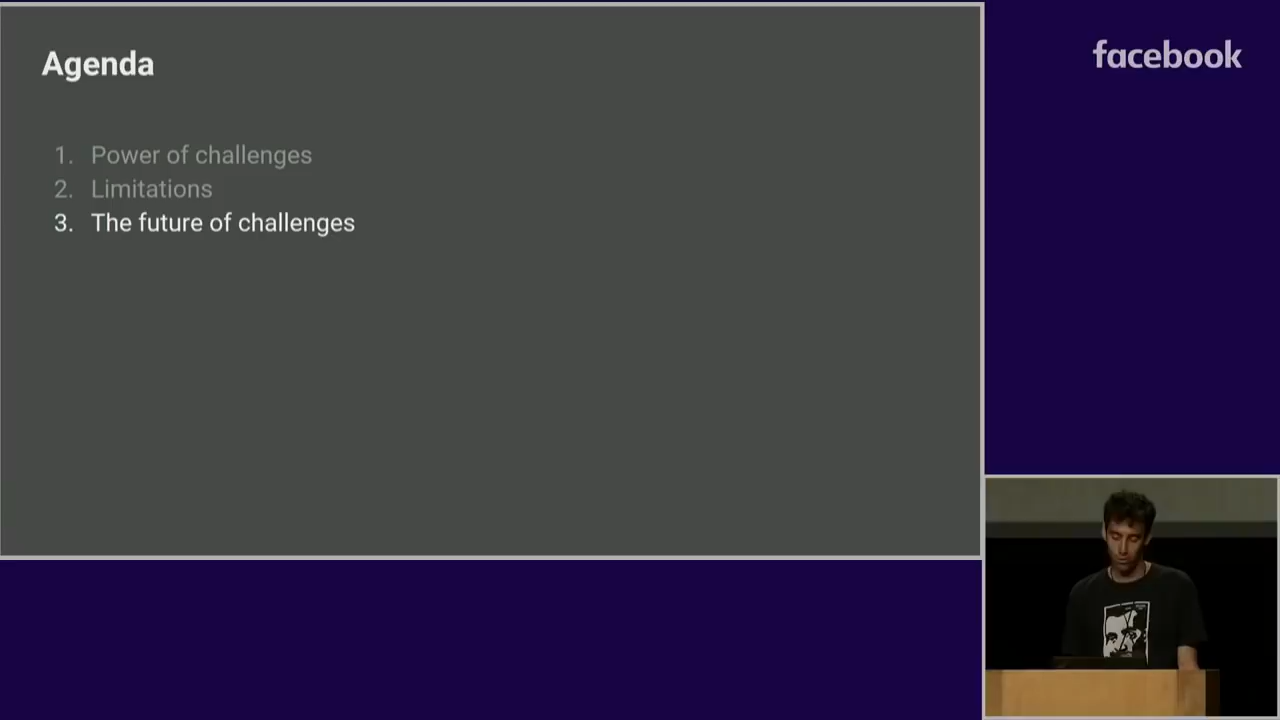 Agenda
facebook
1. Power of challenges
2. Limitations
3. The future of challenges